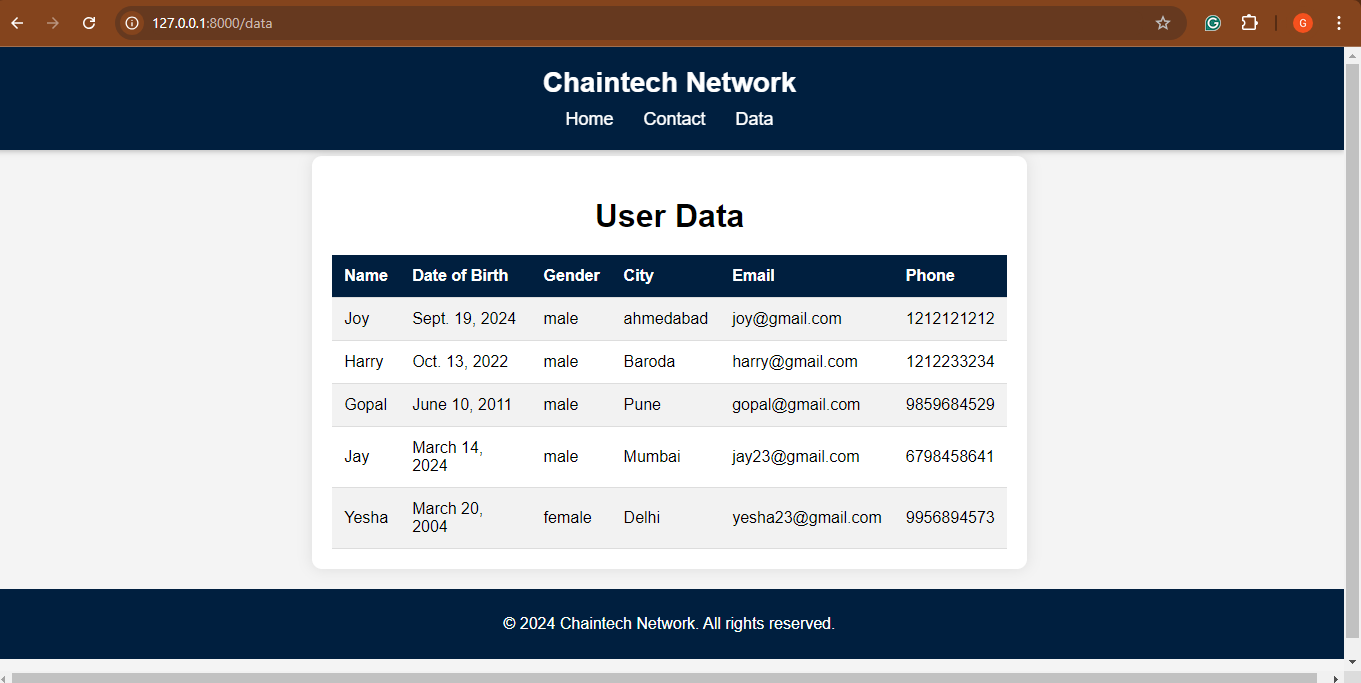 127.0.0.1:8000/data
G
Chaintech Network
Home Contact Data
User Data
Name Date of Birth Gender City Email Phone
Joy Sept. 19, 2024 male ahmedabad joy@gmail.com 1212121212
Harry Oct. 13, 2022 male Baroda harry@gmail.com 1212233234
Gopal June 10, 2011 male Pune gopal@gmail.com 9859684529
Jay March 14, 2024 male Mumbai jay23@gmail.com 6798458641
Yesha March 20, 2004 female Delhi yesha23@gmail.com 9956894573
© 2024 Chaintech Network. All rights reserved.